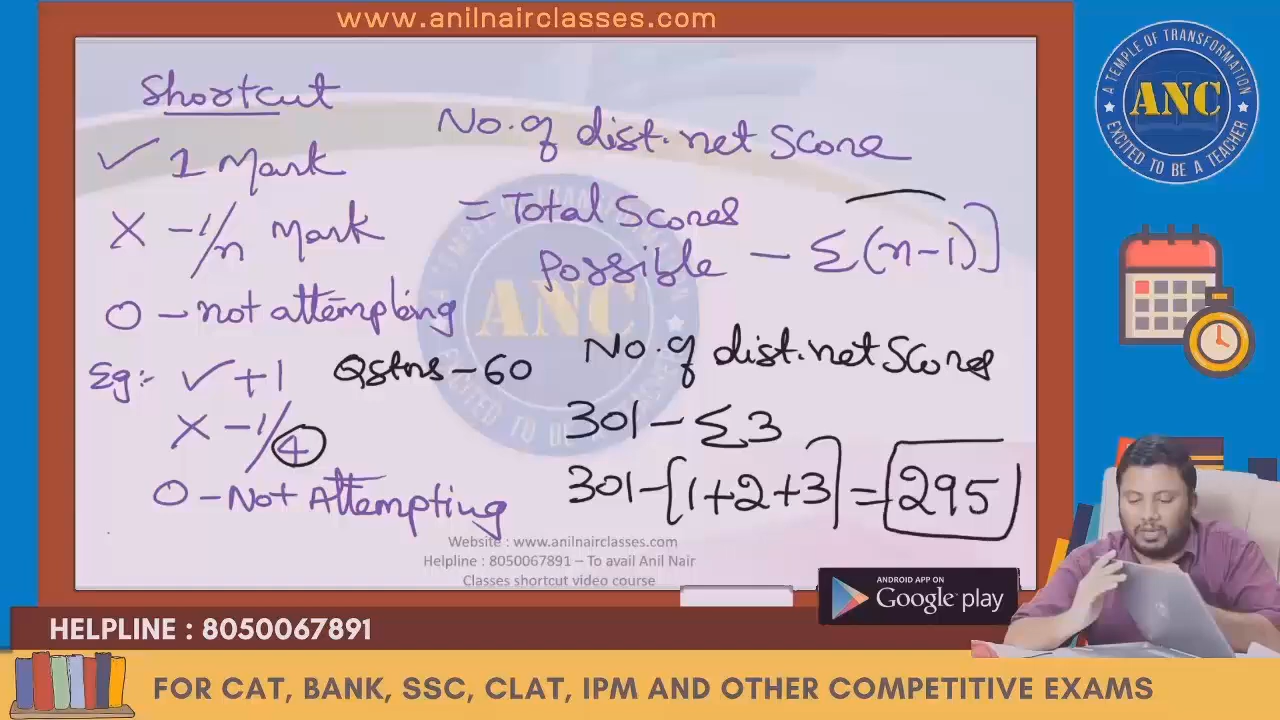 www.anilnairclasses.com
A TEMPLE OF TRANSFORMATION
ANC
EXCITED TO BE A TEACHER
Shortcut
✓ 1 Mark
X -1/n Mark
0 - not attempting
Eg:- ✓ +1
X -1/4
0 - Not Attempting
Qstns - 60
No. of dist. net Score
= Total Scores
possible - Σ(n-1)]
No. of dist. net Scores
301 - Σ3
301 - [1+2+3] = 295
ANC
Website : www.anilnairclasses.com
Helpline : 8050067891 – To avail Anil Nair
Classes shortcut video course
ANDROID APP ON
Google play
HELPLINE : 8050067891
FOR CAT, BANK, SSC, CLAT, IPM AND OTHER COMPETITIVE EXAMS